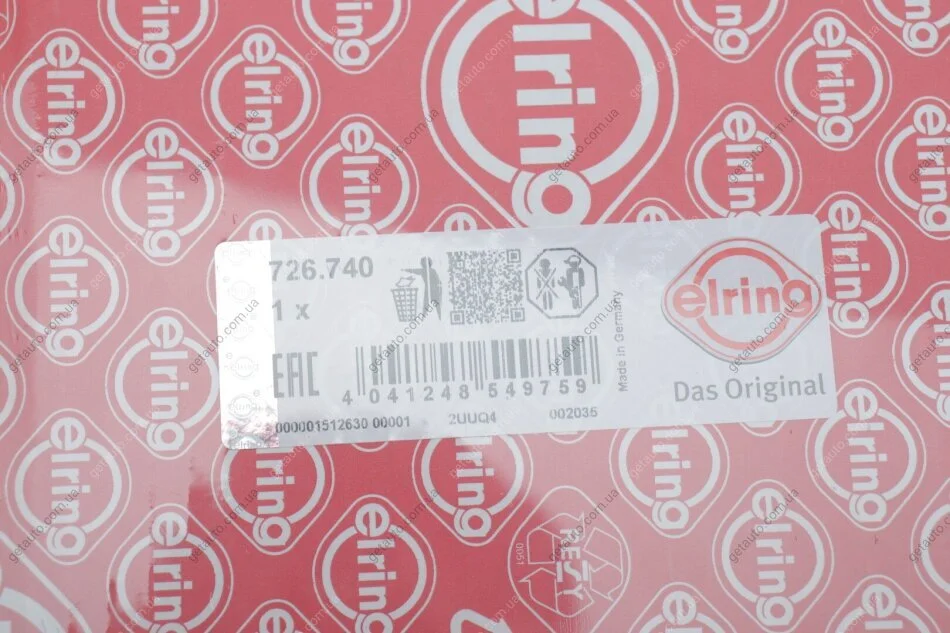 726.740
1 x
EAC
4 041248 549759
000001512630 00001
2UUQ4
002035
Made in Germany
elring
Das Original
elring
RESY
0051
getauto.com.ua